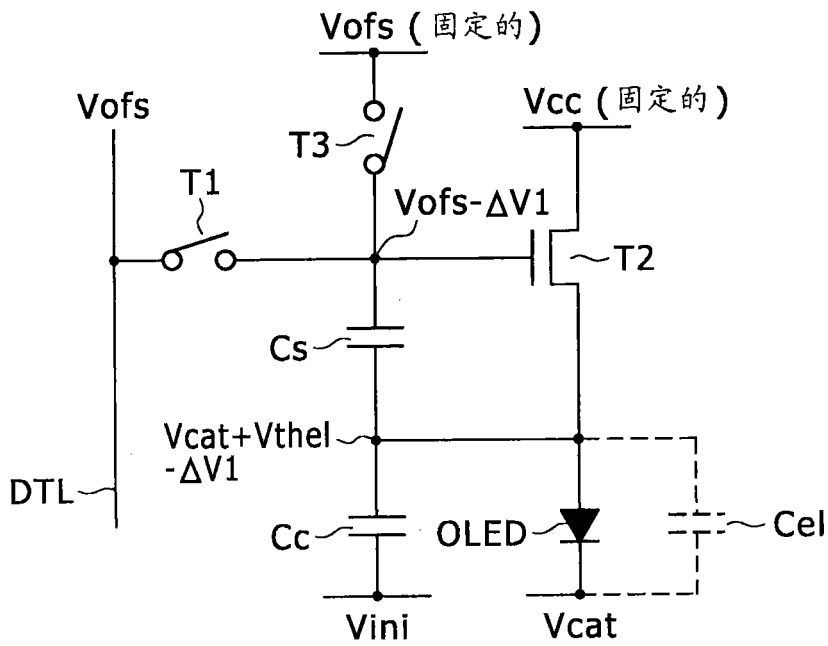 Vofs (固定的)
Vofs
Vcc (固定的)
T3
T1
Vofs-ΔV1
T2
Cs
Vcat+Vthel
-ΔV1
DTL
Cc
OLED
Cel
Vini
Vcat